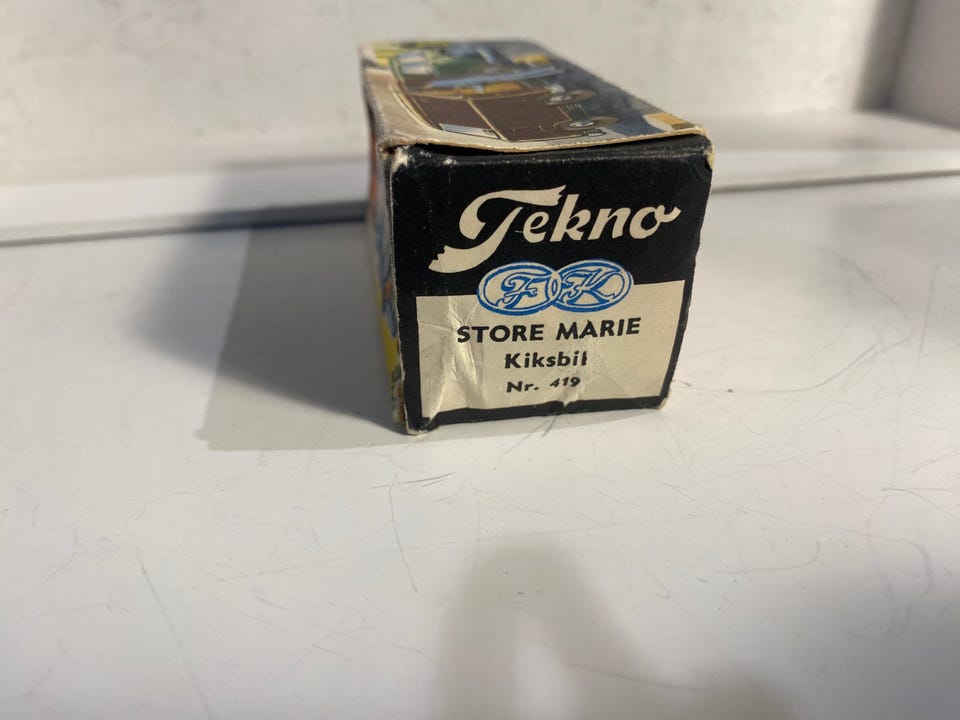 Tekno
FK
STORE MARIE
Kiksbil
Nr. 419